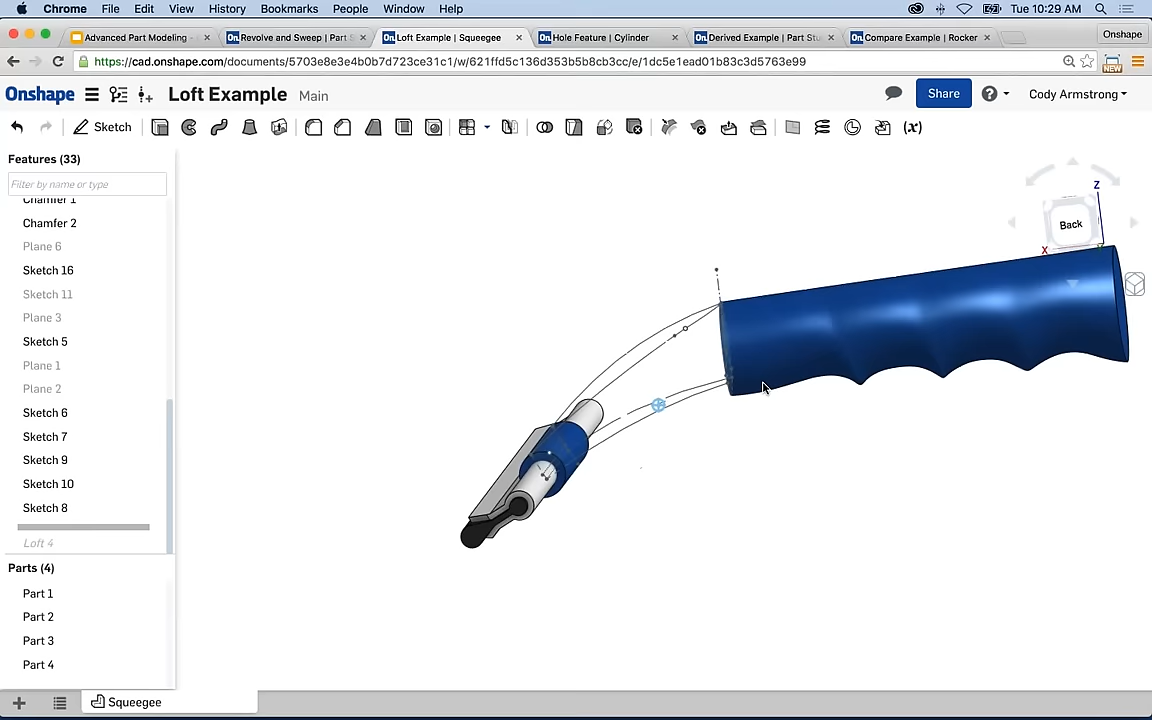 Chrome File Edit View History Bookmarks People Window Help Tue 10:29 AM
Advanced Part Modeling - × Revolve and Sweep | Part S × Loft Example | Squeegee × Hole Feature | Cylinder × Derived Example | Part Stu × Compare Example | Rocker × Onshape
https://cad.onshape.com/documents/5703e8e3e4b0b7d723ce31c1/w/621ffd5c136d353b5b8cb3cc/e/1dc5e1ead01b83c3d5763e99 NEW
Onshape Loft Example Main Share Cody Armstrong
Sketch (x)
Features (33)
Filter by name or type
Chamfer 1
Chamfer 2
Plane 6
Sketch 16
Sketch 11
Plane 3
Sketch 5
Plane 1
Plane 2
Sketch 6
Sketch 7
Sketch 9
Sketch 10
Sketch 8
Loft 4
Parts (4)
Part 1
Part 2
Part 3
Part 4
Z
Back
X
Squeegee